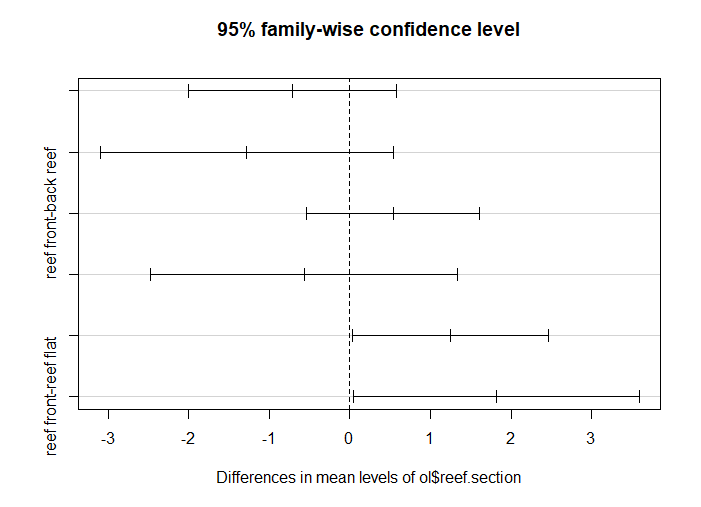 95% family-wise confidence level
reef front-back reef
reef front-reef flat
-3 -2 -1 0 1 2 3
Differences in mean levels of ol$reef.section